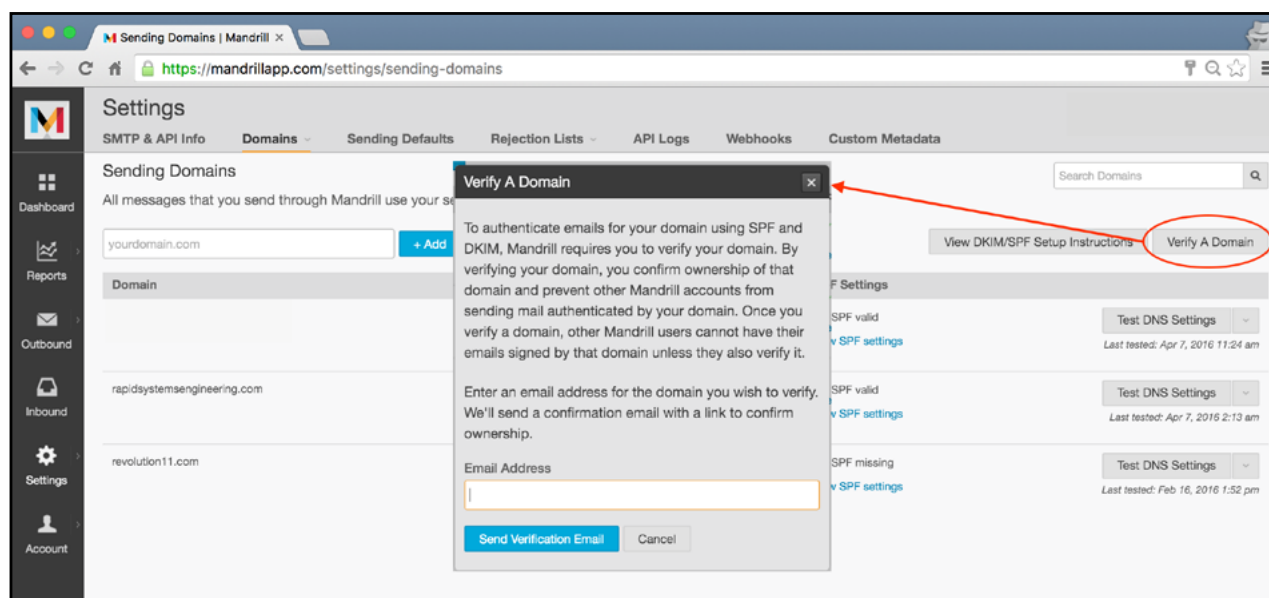 Sending Domains | Mandrill ×
https://mandrillapp.com/settings/sending-domains
Settings
SMTP & API Info Domains Sending Defaults Rejection Lists API Logs Webhooks Custom Metadata
Sending Domains
All messages that you send through Mandrill use your
Search Domains
yourdomain.com + Add View DKIM/SPF Setup Instructions Verify A Domain
Domain Settings
SPF valid Test DNS Settings
SPF settings Last tested: Apr 7, 2016 11:24 am
rapidsystemsengineering.com SPF valid Test DNS Settings
SPF settings Last tested: Apr 7, 2016 2:13 am
revolution11.com SPF missing Test DNS Settings
SPF settings Last tested: Feb 16, 2016 1:52 pm
Dashboard
Reports
Outbound
Inbound
Settings
Account
Verify A Domain ×
To authenticate emails for your domain using SPF and
DKIM, Mandrill requires you to verify your domain. By
verifying your domain, you confirm ownership of that
domain and prevent other Mandrill accounts from
sending mail authenticated by your domain. Once you
verify a domain, other Mandrill users cannot have their
emails signed by that domain unless they also verify it.
Enter an email address for the domain you wish to verify.
We'll send a confirmation email with a link to confirm
ownership.
Email Address
Send Verification Email Cancel